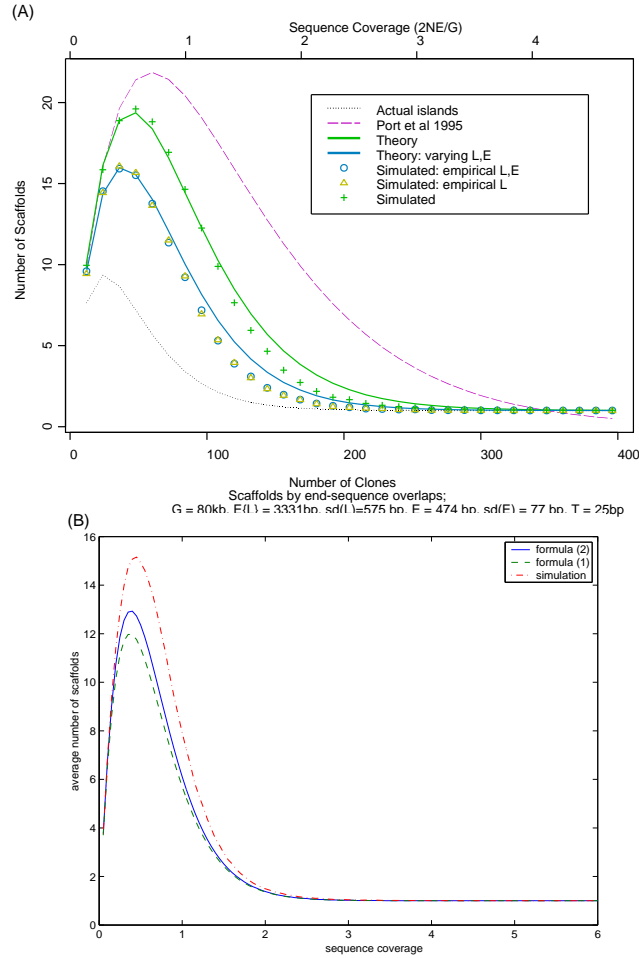 (A)
Sequence Coverage (2NE/G)
0 1 2 3 4
Number of Scaffolds
20
15
10
5
0
Actual islands
Port et al 1995
Theory
Theory: varying L,E
Simulated: empirical L,E
Simulated: empirical L
Simulated
0 100 200 300 400
Number of Clones
Scaffolds by end-sequence overlaps;
G = 80kb, E{L} = 3331bp, sd(L)=575 bp, E = 474 bp, sd(E) = 77 bp, T = 25bp
(B)
average number of scaffolds
16
14
12
10
8
6
4
2
0
formula (2)
formula (1)
simulation
0 1 2 3 4 5 6
sequence coverage